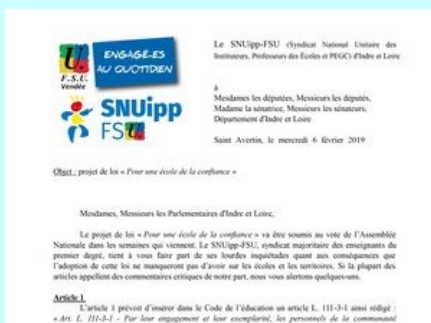 U.
F.S.U.
Vendée
ENGAGÉ-ES
AU QUOTIDIEN
SNUipp
FSU
Le SNUipp-FSU (Syndicat National Unitaire des
Instituteurs, Professeurs des Écoles et PEGC) d'Indre et Loire
à
Mesdames les députées, Messieurs les députés,
Madame la sénatrice, Messieurs les sénateurs,
Département d'Indre et Loire
Saint Avertin, le mercredi 6 février 2019
Objet : projet de loi « Pour une école de la confiance »
Mesdames, Messieurs les Parlementaires d'Indre et Loire,
Le projet de loi « Pour une école de la confiance » va être soumis au vote de l'Assemblée
Nationale dans les semaines qui viennent. Le SNUipp-FSU, syndicat majoritaire des enseignants du
premier degré, tient à vous faire part de ses lourdes inquiétudes quant aux conséquences que
l'adoption de cette loi ne manqueront pas d'avoir sur les écoles et les territoires. Si la plupart des
articles appellent des commentaires critiques de notre part, nous vous alertons quelques-uns.
Article 1
L'article 1 prévoit d'insérer dans le Code de l'éducation un article L. 111-3-1 ainsi rédigé :
« Art. L. 111-3-1 - Par leur engagement et leur exemplarité, les personnels de la communauté